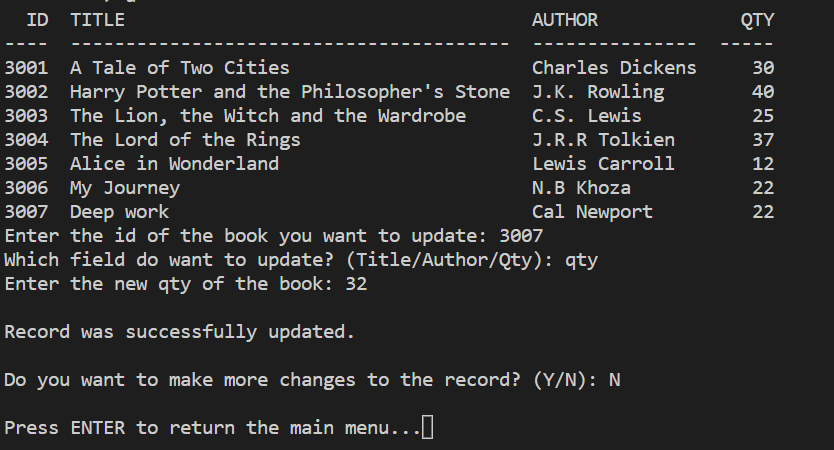 ID  TITLE                                     AUTHOR             QTY
----  ----------------------------------------  ---------------  -----
3001  A Tale of Two Cities                      Charles Dickens     30
3002  Harry Potter and the Philosopher's Stone  J.K. Rowling        40
3003  The Lion, the Witch and the Wardrobe      C.S. Lewis          25
3004  The Lord of the Rings                     J.R.R Tolkien       37
3005  Alice in Wonderland                       Lewis Carroll       12
3006  My Journey                                N.B Khoza           22
3007  Deep work                                 Cal Newport         22
Enter the id of the book you want to update: 3007
Which field do want to update? (Title/Author/Qty): qty
Enter the new qty of the book: 32
Record was successfully updated.
Do you want to make more changes to the record? (Y/N): N
Press ENTER to return the main menu...